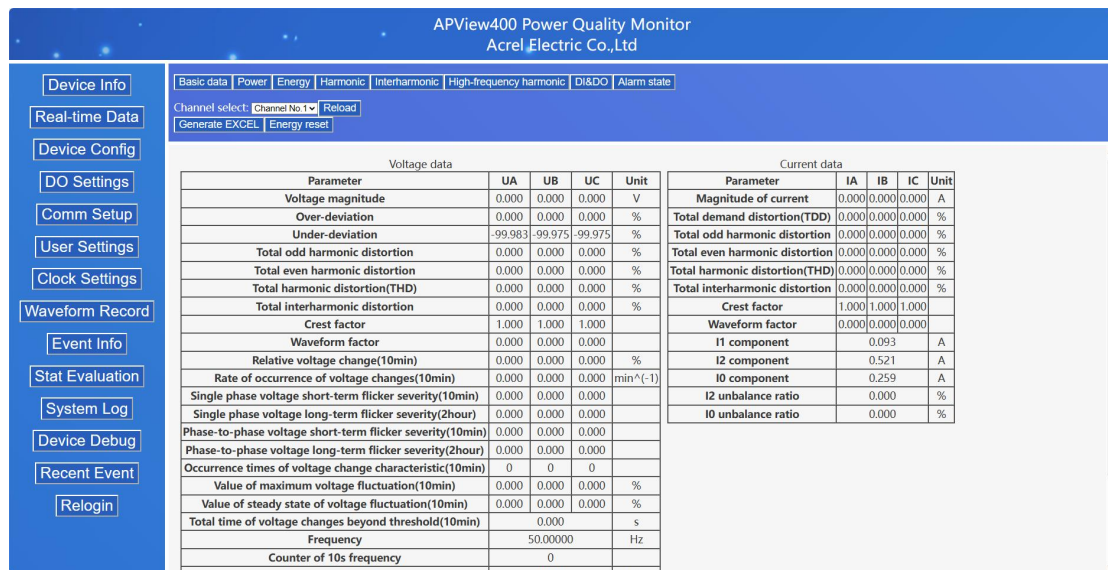 APView400 Power Quality Monitor
Acrel Electric Co.,Ltd
Device Info
Real-time Data
Device Config
DO Settings
Comm Setup
User Settings
Clock Settings
Waveform Record
Event Info
Stat Evaluation
System Log
Device Debug
Recent Event
Relogin
Basic data Power Energy Harmonic Interharmonic High-frequency harmonic DI&DO Alarm state
Channel select: Channel No.1 Reload
Generate EXCEL Energy reset
Voltage data
Parameter UA UB UC Unit
Voltage magnitude 0.000 0.000 0.000 V
Over-deviation 0.000 0.000 0.000 %
Under-deviation -99.983 -99.975 -99.975 %
Total odd harmonic distortion 0.000 0.000 0.000 %
Total even harmonic distortion 0.000 0.000 0.000 %
Total harmonic distortion(THD) 0.000 0.000 0.000 %
Total interharmonic distortion 0.000 0.000 0.000 %
Crest factor 1.000 1.000 1.000
Waveform factor 0.000 0.000 0.000
Relative voltage change(10min) 0.000 0.000 0.000 %
Rate of occurrence of voltage changes(10min) 0.000 0.000 0.000 min^(-1)
Single phase voltage short-term flicker severity(10min) 0.000 0.000 0.000
Single phase voltage long-term flicker severity(2hour) 0.000 0.000 0.000
Phase-to-phase voltage short-term flicker severity(10min) 0.000 0.000 0.000
Phase-to-phase voltage long-term flicker severity(2hour) 0.000 0.000 0.000
Occurrence times of voltage change characteristic(10min) 0 0 0
Value of maximum voltage fluctuation(10min) 0.000 0.000 0.000 %
Value of steady state of voltage fluctuation(10min) 0.000 0.000 0.000 %
Total time of voltage changes beyond threshold(10min) 0.000 s
Frequency 50.00000 Hz
Counter of 10s frequency 0
Current data
Parameter IA IB IC Unit
Magnitude of current 0.000 0.000 0.000 A
Total demand distortion(TDD) 0.000 0.000 0.000 %
Total odd harmonic distortion 0.000 0.000 0.000 %
Total even harmonic distortion 0.000 0.000 0.000 %
Total harmonic distortion(THD) 0.000 0.000 0.000 %
Total interharmonic distortion 0.000 0.000 0.000 %
Crest factor 1.000 1.000 1.000
Waveform factor 0.000 0.000 0.000
I1 component 0.093 A
I2 component 0.521 A
I0 component 0.259 A
I2 unbalance ratio 0.000 %
I0 unbalance ratio 0.000 %